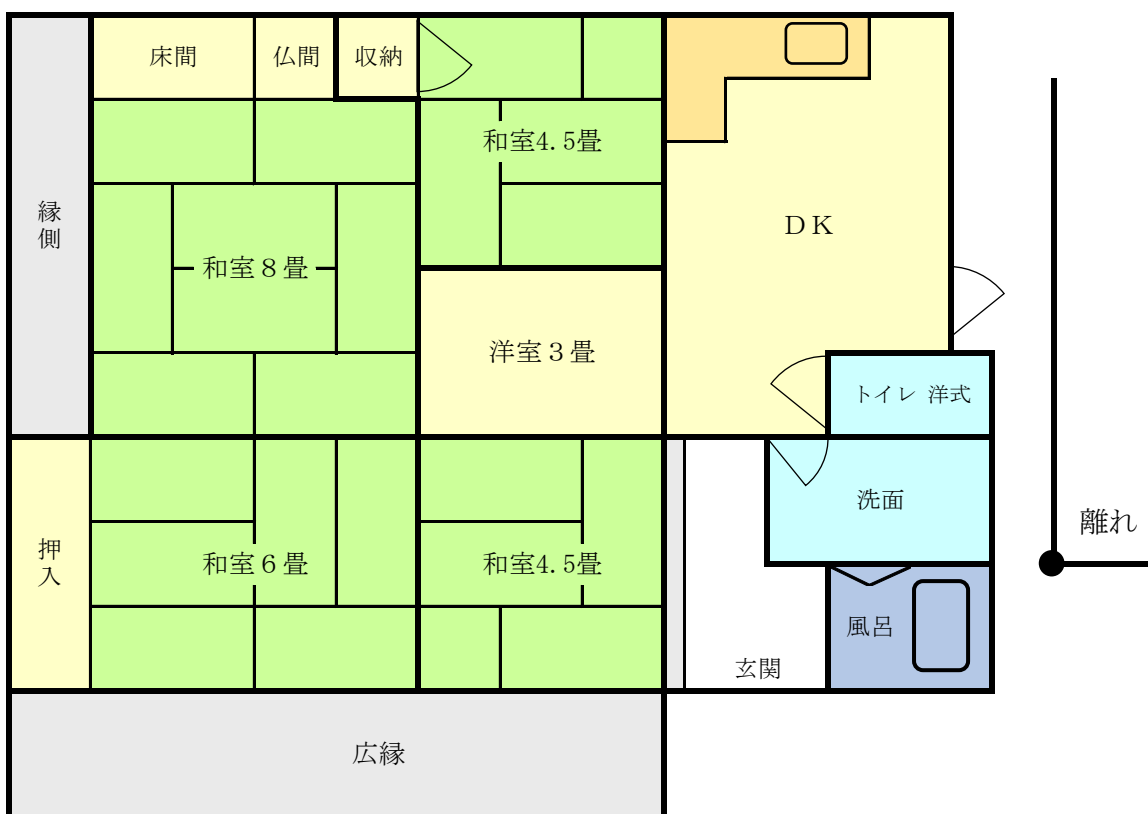 床間
仏間
収納
和室4.5畳
縁側
DK
和室８畳
洋室３畳
トイレ 洋式
洗面
離れ
押入
和室６畳
和室4.5畳
風呂
玄関
広縁